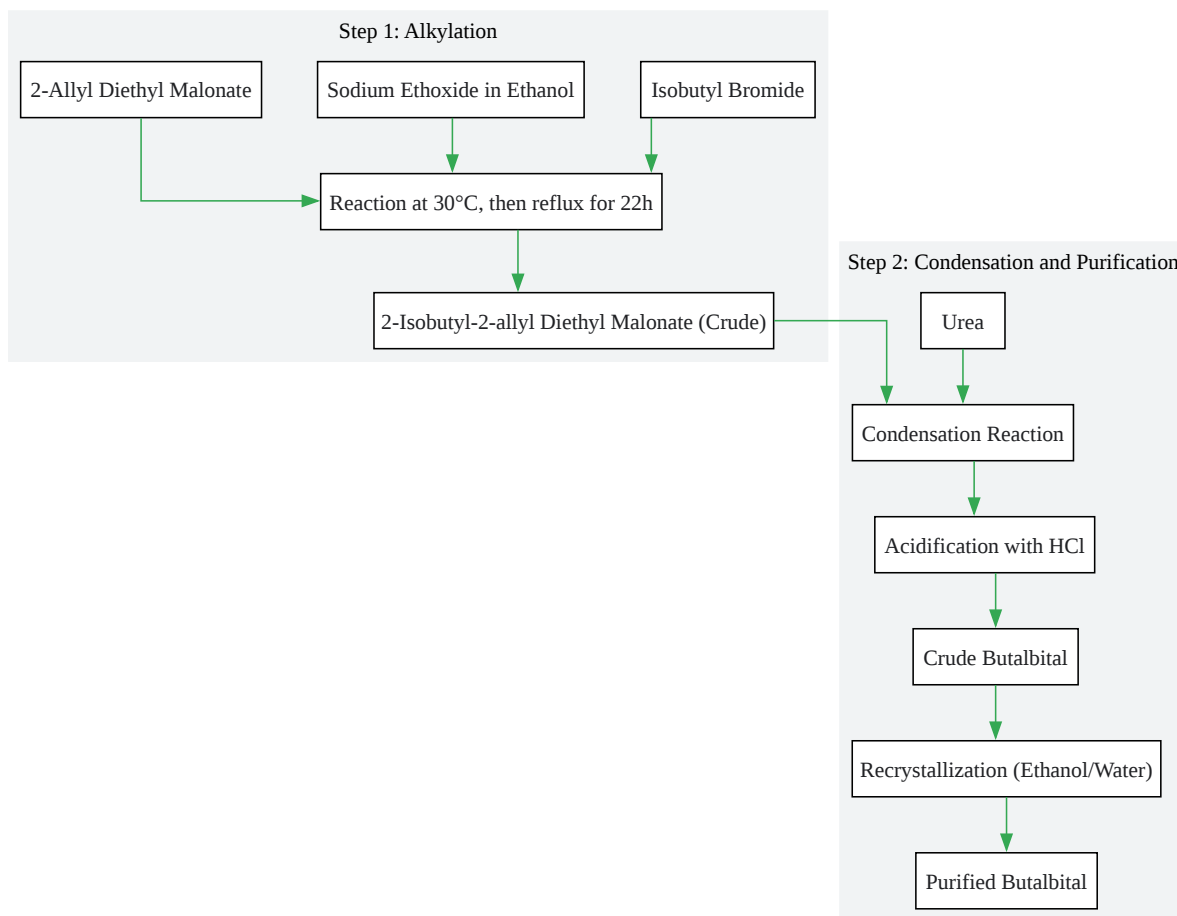 Step 1: Alkylation
2-Allyl Diethyl Malonate
Sodium Ethoxide in Ethanol
Isobutyl Bromide
Reaction at 30°C, then reflux for 22h
2-Isobutyl-2-allyl Diethyl Malonate (Crude)
Step 2: Condensation and Purification
Urea
Condensation Reaction
Acidification with HCl
Crude Butalbital
Recrystallization (Ethanol/Water)
Purified Butalbital